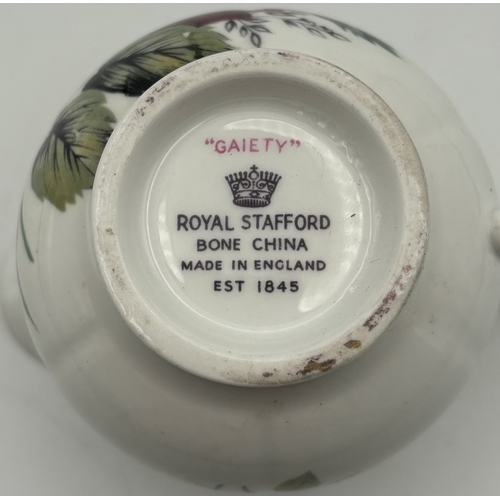 "GAIETY"
ROYAL STAFFORD
BONE CHINA
MADE IN ENGLAND
EST 1845